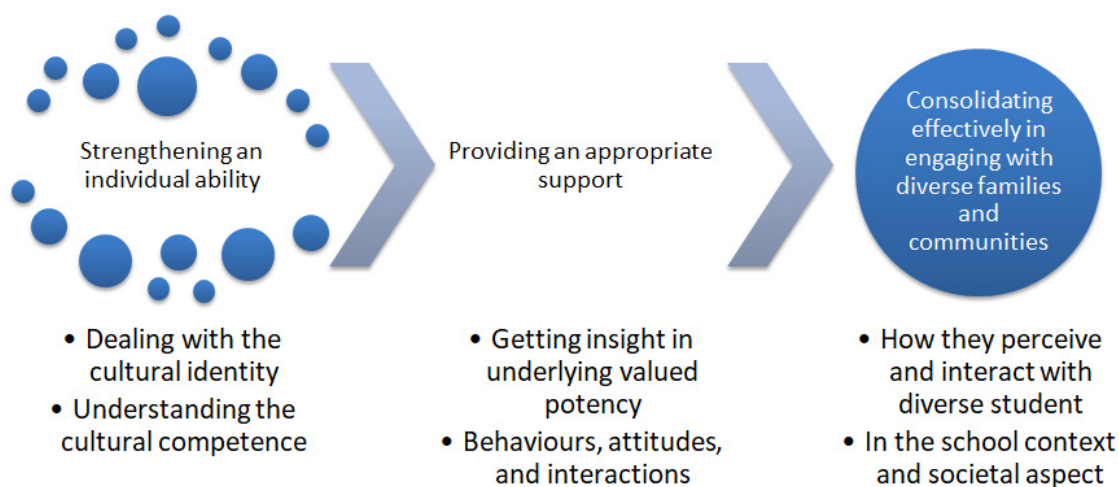 Strengthening an
individual ability
Providing an appropriate
support
Consolidating
effectively in
engaging with
diverse families
and
communities
• Dealing with the
cultural identity
• Understanding the
cultural competence
• Getting insight in
underlying valued
potency
• Behaviours, attitudes,
and interactions
• How they perceive
and interact with
diverse student
• In the school context
and societal aspect